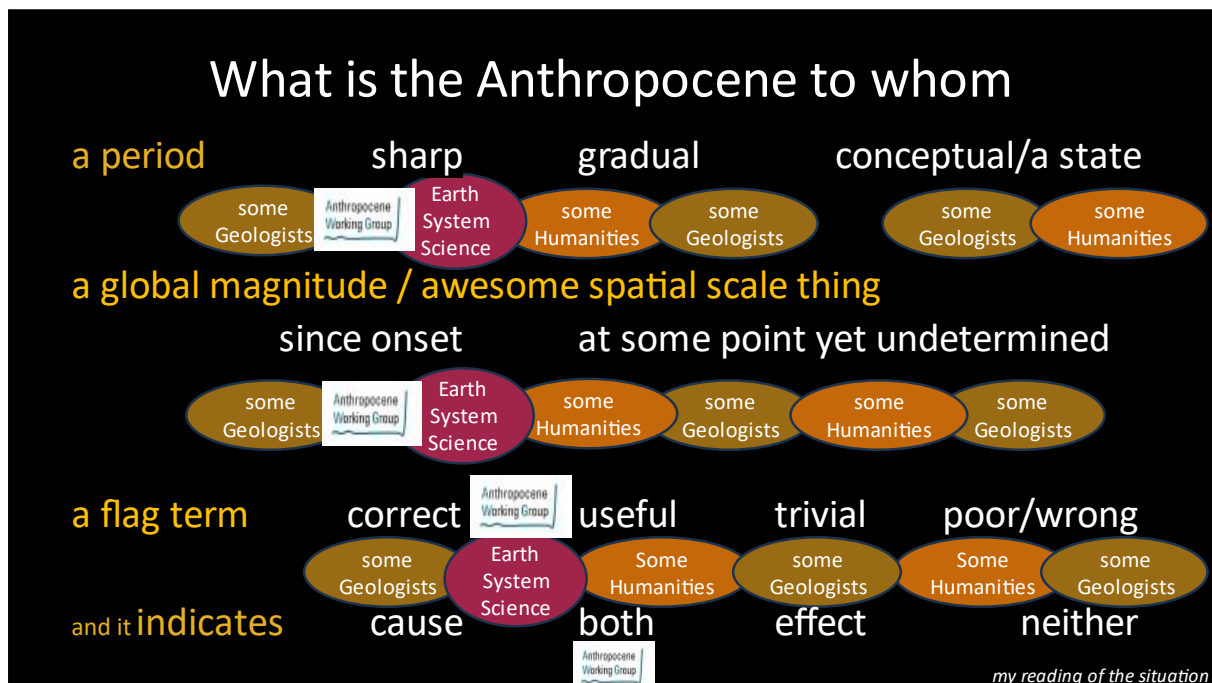 What is the Anthropocene to whom
a period sharp gradual conceptual/a state
some Geologists
Anthropocene Working Group
Earth System Science
some Humanities
some Geologists
some Geologists
some Humanities
a global magnitude / awesome spatial scale thing
since onset at some point yet undetermined
some Geologists
Anthropocene Working Group
Earth System Science
some Humanities
some Geologists
some Humanities
some Geologists
a flag term correct
Anthropocene Working Group
useful trivial poor/wrong
some Geologists
Earth System Science
Some Humanities
some Geologists
Some Humanities
some Geologists
and it indicates cause both effect neither
Anthropocene Working Group
my reading of the situation